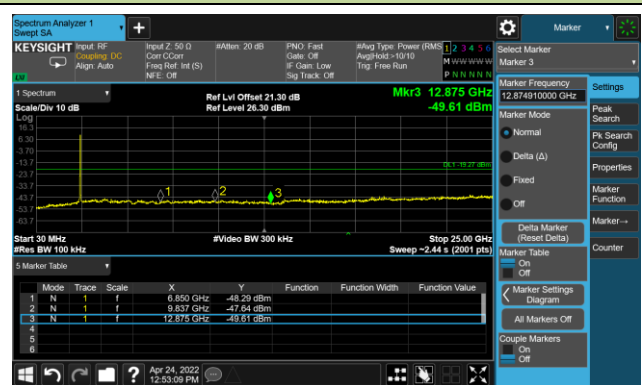 Spectrum Analyzer 1
Swept SA
Marker
KEYSIGHT
Input: RF
Coupling: DC
Align: Auto
Input Z: 50 Ω
Corr CCorr
Freq Ref: Int (S)
NFE: Off
#Atten: 20 dB
PNO: Fast
Gate: Off
IF Gain: Low
Sig Track: Off
#Avg Type: Power (RMS
Avg|Hold:>10/10
Trig: Free Run
1 2 3 4 5 6
M W W W W W
P N N N N N
LXI
Select Marker
Marker 3
1 Spectrum
Scale/Div 10 dB
Ref Lvl Offset 21.30 dB
Ref Level 26.30 dBm
Mkr3 12.875 GHz
-49.61 dBm
Log
16.3
6.30
-3.70
-13.7
-23.7
-33.7
-43.7
-53.7
-63.7
DL1 -19.27 dBm
1
2
3
Start 30 MHz
#Res BW 100 kHz
#Video BW 300 kHz
Stop 25.00 GHz
Sweep ~2.44 s (2001 pts)
5 Marker Table
Mode Trace Scale X Y Function Function Width Function Value
1 N 1 f 6.850 GHz -48.29 dBm
2 N 1 f 9.837 GHz -47.64 dBm
3 N 1 f 12.875 GHz -49.61 dBm
4
5
6
Marker Frequency
12.874910000 GHz
Marker Mode
Normal
Delta (Δ)
Fixed
Off
Delta Marker
(Reset Delta)
Marker Table
On
Off
Marker Settings
Diagram
All Markers Off
Couple Markers
On
Off
Settings
Peak
Search
Pk Search
Config
Properties
Marker
Function
Marker→
Counter
?
Apr 24, 2022
12:53:09 PM